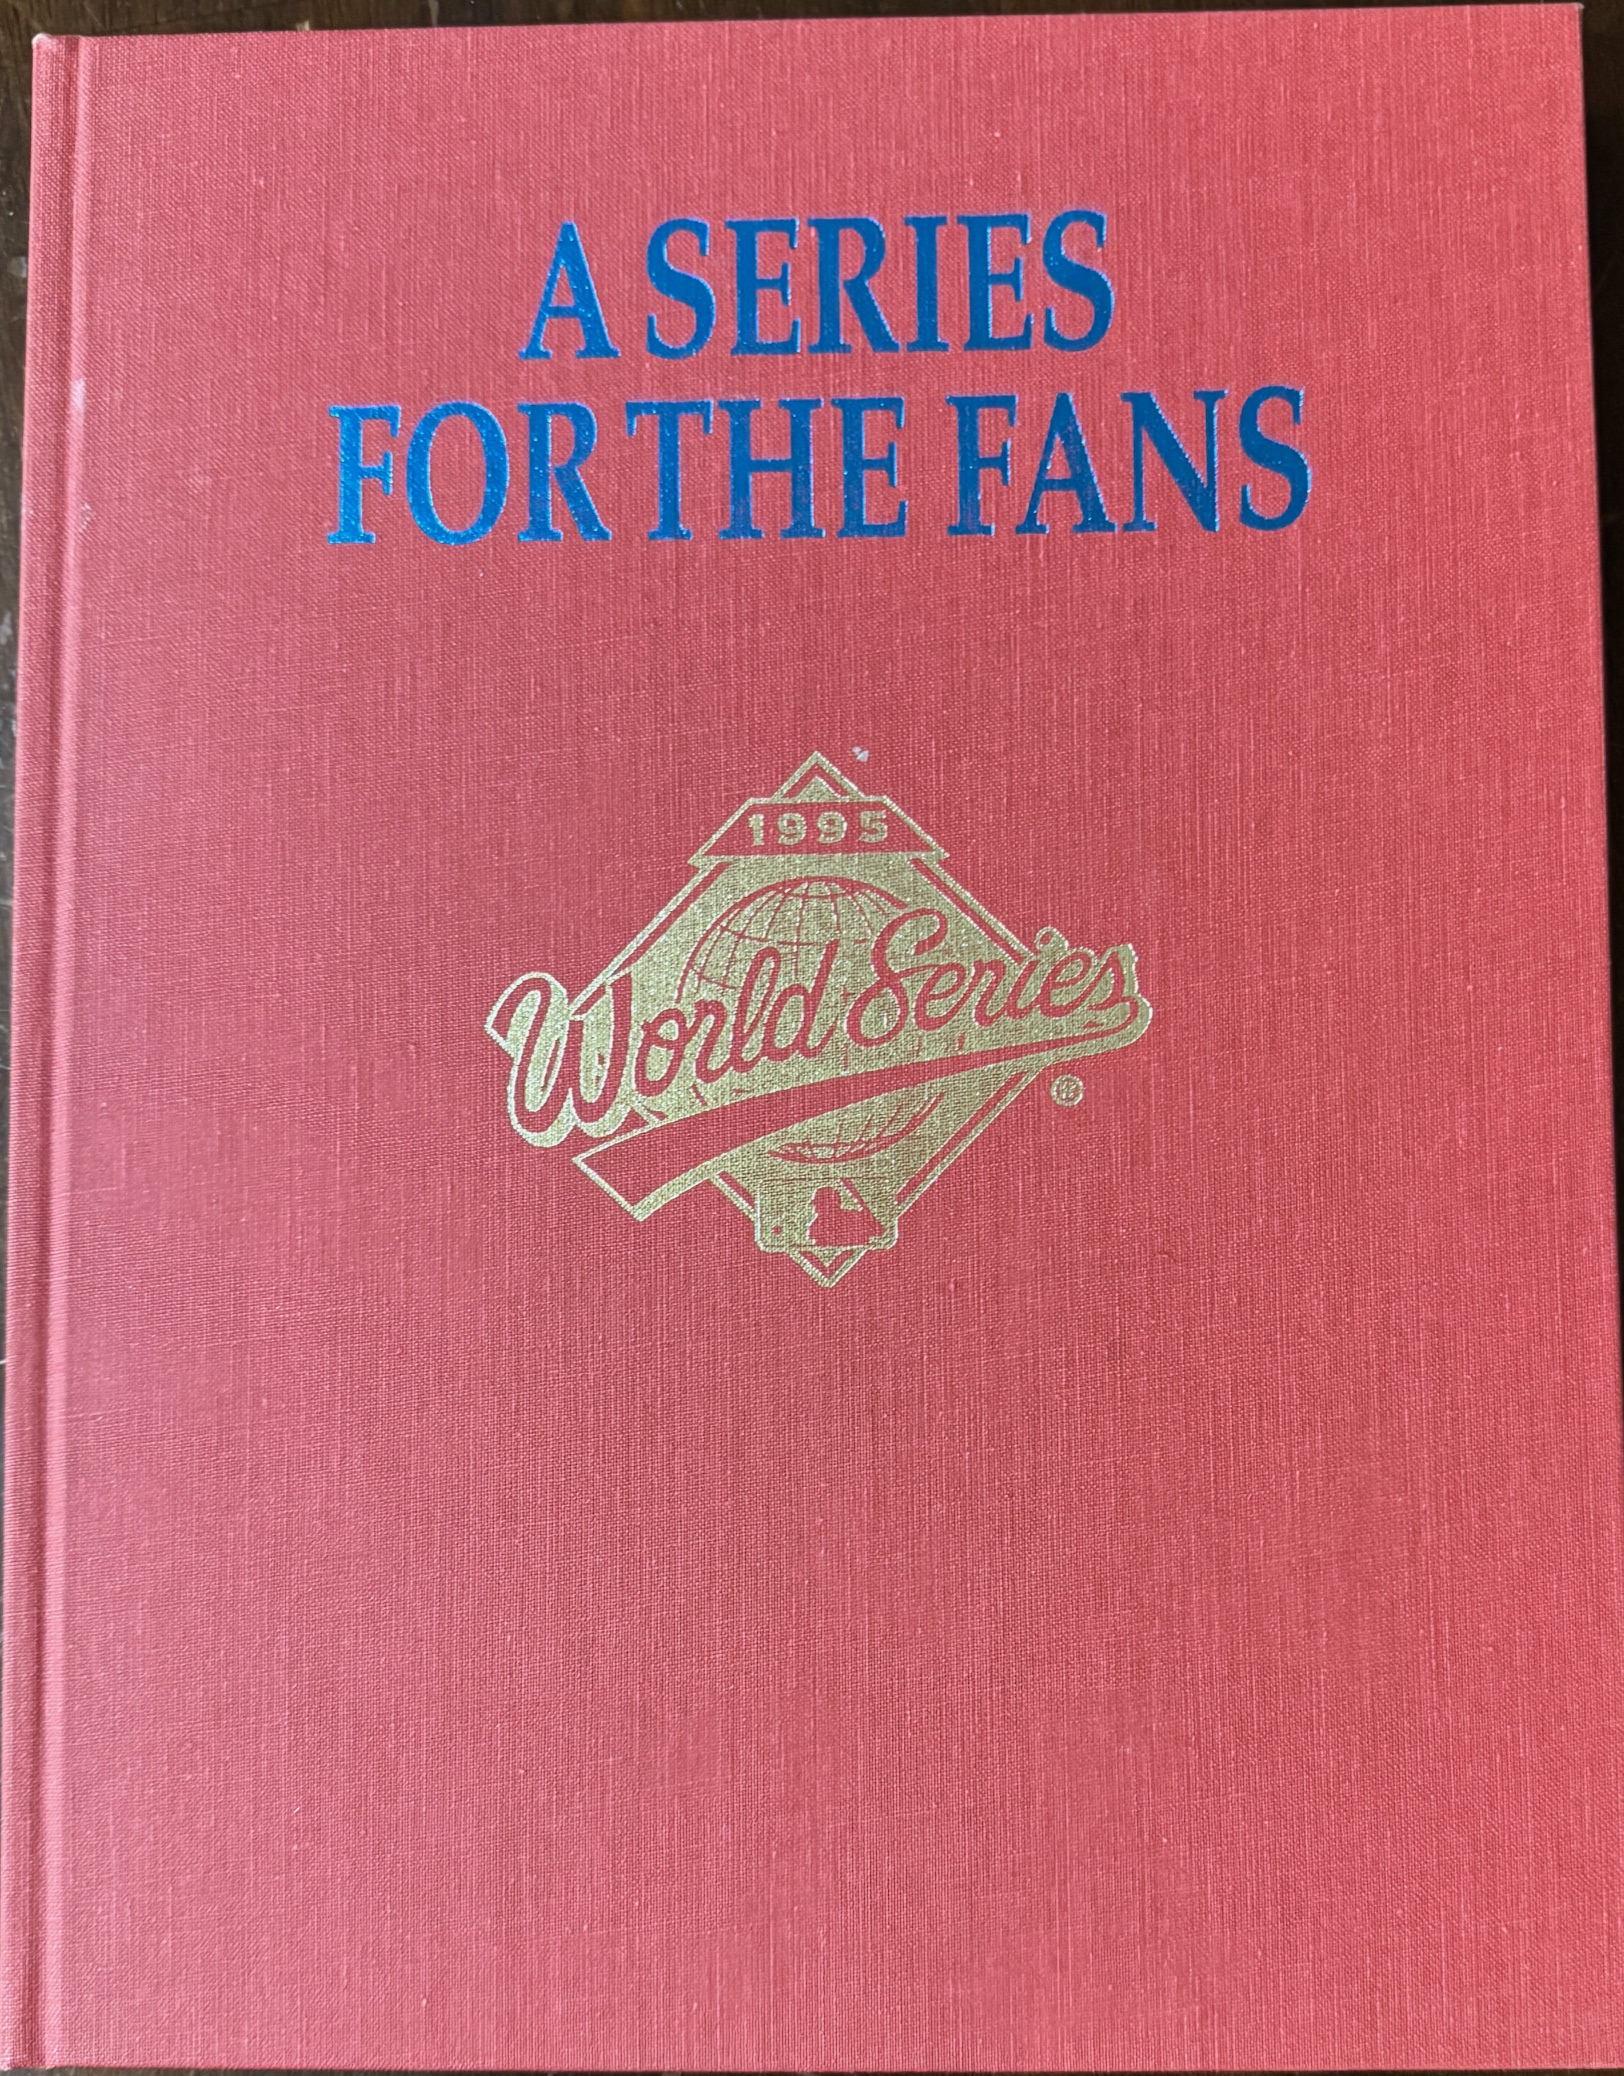 A SERIES
FOR THE FANS
1995
World Series
®